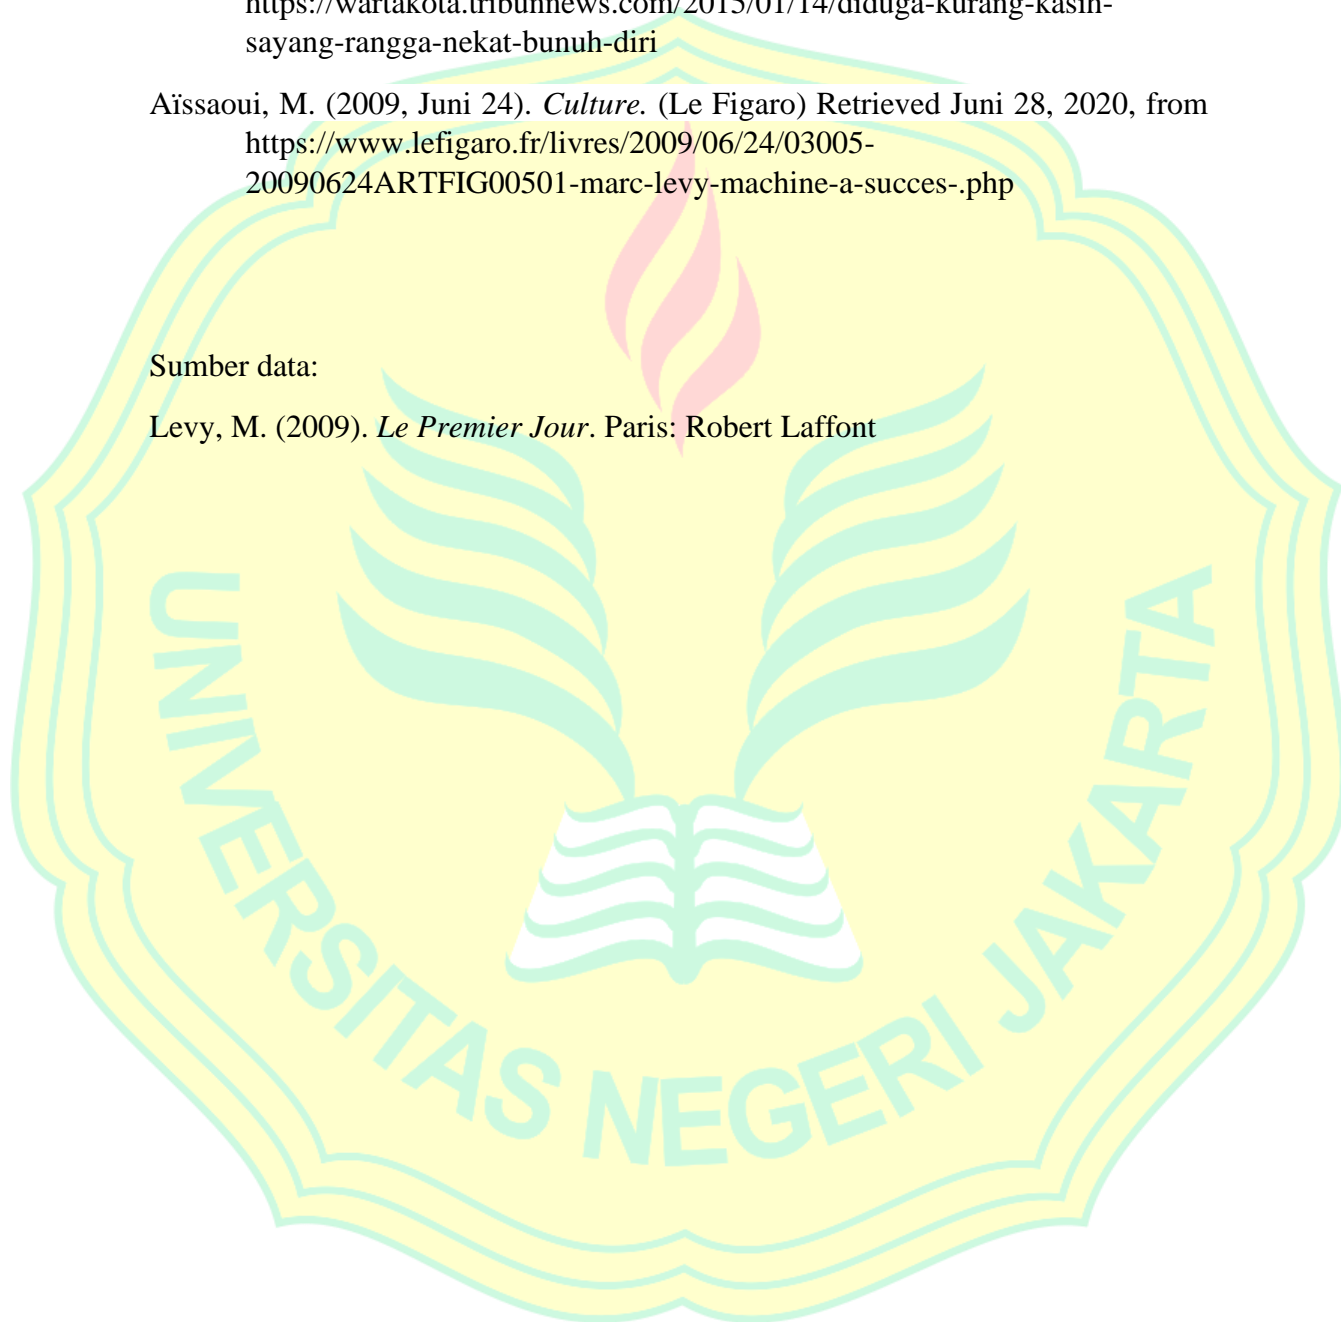 https://wartakota.tribunnews.com/2015/01/14/diduga-kurang-kasih-
sayang-rangga-nekat-bunuh-diri
Aïssaoui, M. (2009, Juni 24). Culture. (Le Figaro) Retrieved Juni 28, 2020, from
https://www.lefigaro.fr/livres/2009/06/24/03005-
20090624ARTFIG00501-marc-levy-machine-a-succes-.php
Sumber data:
Levy, M. (2009). Le Premier Jour. Paris: Robert Laffont
UNIVERSITAS NEGERI JAKARTA